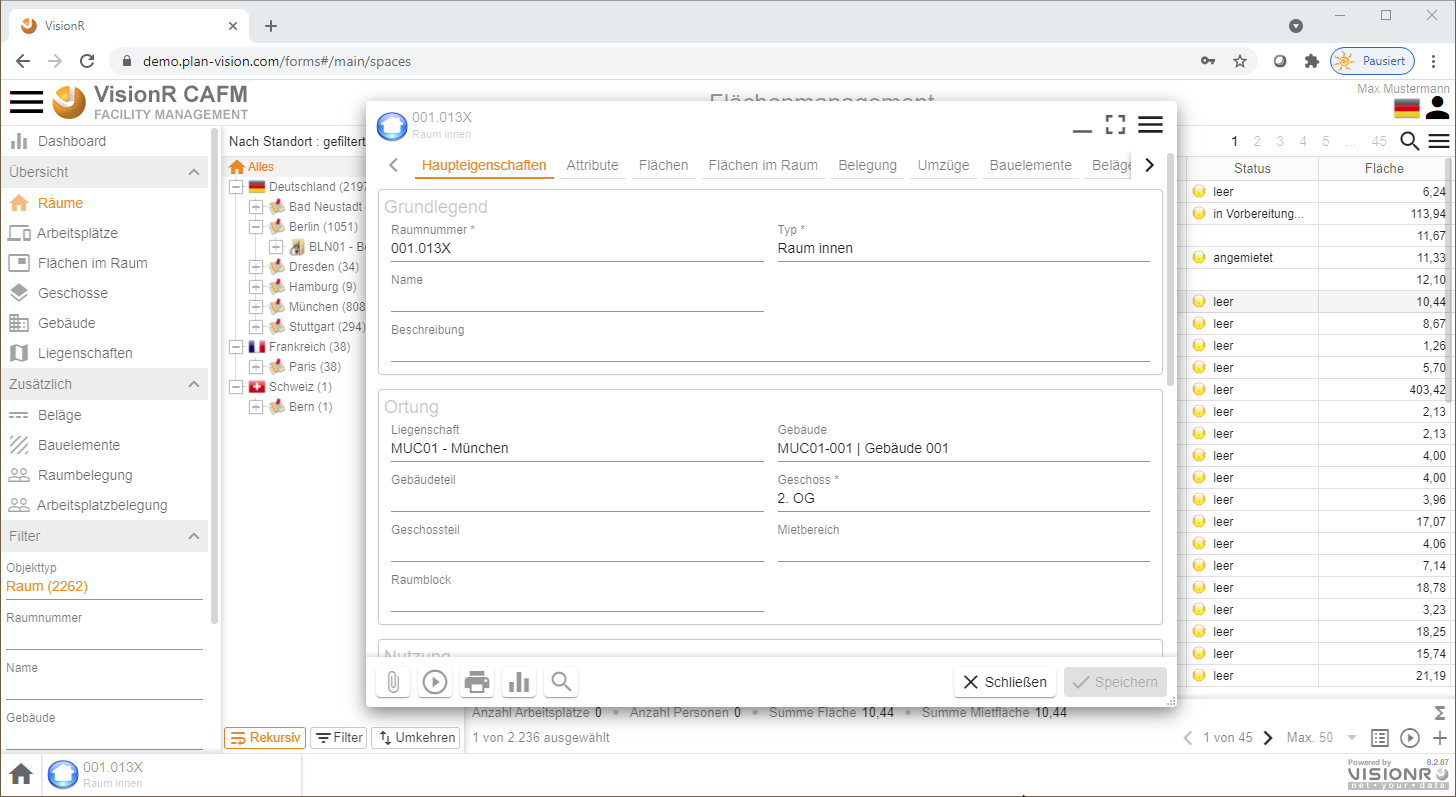 VisionR
demo.plan-vision.com/forms#/main/spaces
Pausiert
VisionR CAFM
FACILITY MANAGEMENT
Flächenmanagement
Max Mustermann
Dashboard
Übersicht
Räume
Arbeitsplätze
Flächen im Raum
Geschosse
Gebäude
Liegenschaften
Zusätzlich
Beläge
Bauelemente
Raumbelegung
Arbeitsplatzbelegung
Filter
Objekttyp
Raum (2262)
Raumnummer
Name
Gebäude
Nach Standort : gefiltert
Alles
Deutschland (2197
Bad Neustadt
Berlin (1051)
BLN01 - Be
Dresden (34)
Hamburg (9)
München (808
Stuttgart (294)
Frankreich (38)
Paris (38)
Schweiz (1)
Bern (1)
Rekursiv
Filter
Umkehren
001.013X
Raum innen
Haupteigenschaften Attribute Flächen Flächen im Raum Belegung Umzüge Bauelemente Beläge
Grundlegend
Raumnummer * Typ *
001.013X Raum innen
Name
Beschreibung
Ortung
Liegenschaft Gebäude
MUC01 - München MUC01-001 | Gebäude 001
Gebäudeteil Geschoss *
2. OG
Geschossteil Mietbereich
Raumblock
Nutzung
Schließen Speichern
1 2 3 4 5 ... 45
Status Fläche
leer 6,24
in Vorbereitung... 113,94
11,67
angemietet 11,33
12,10
leer 10,44
leer 8,67
leer 1,26
leer 5,70
leer 403,42
leer 2,13
leer 2,13
leer 4,00
leer 4,00
leer 3,96
leer 17,07
leer 4,06
leer 7,14
leer 18,78
leer 3,23
leer 18,25
leer 15,74
leer 21,19
Anzahl Arbeitsplätze 0 • Anzahl Personen 0 • Summe Fläche 10,44 • Summe Mietfläche 10,44
Σ
1 von 2.236 ausgewählt
1 von 45
Max. 50
001.013X
Raum innen
Powered by 8.2.87
VISIONR
net•your•data